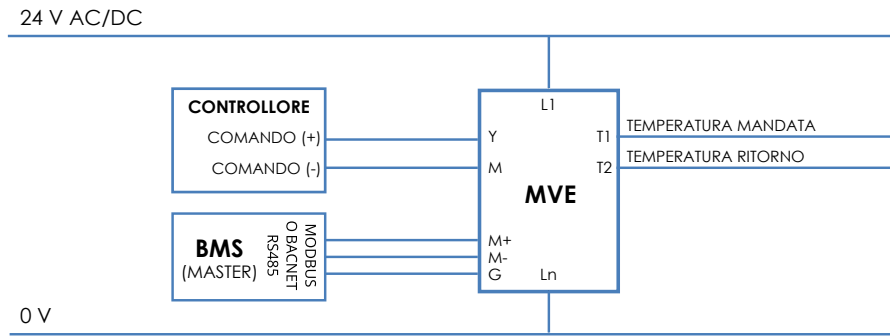 24 V AC/DC
CONTROLLORE
COMANDO (+)
COMANDO (-)
BMS
(MASTER)
MODBUS
O BACNET
RS485
L1
Y
M
M+
M-
G
Ln
MVE
T1
T2
TEMPERATURA MANDATA
TEMPERATURA RITORNO
0 V